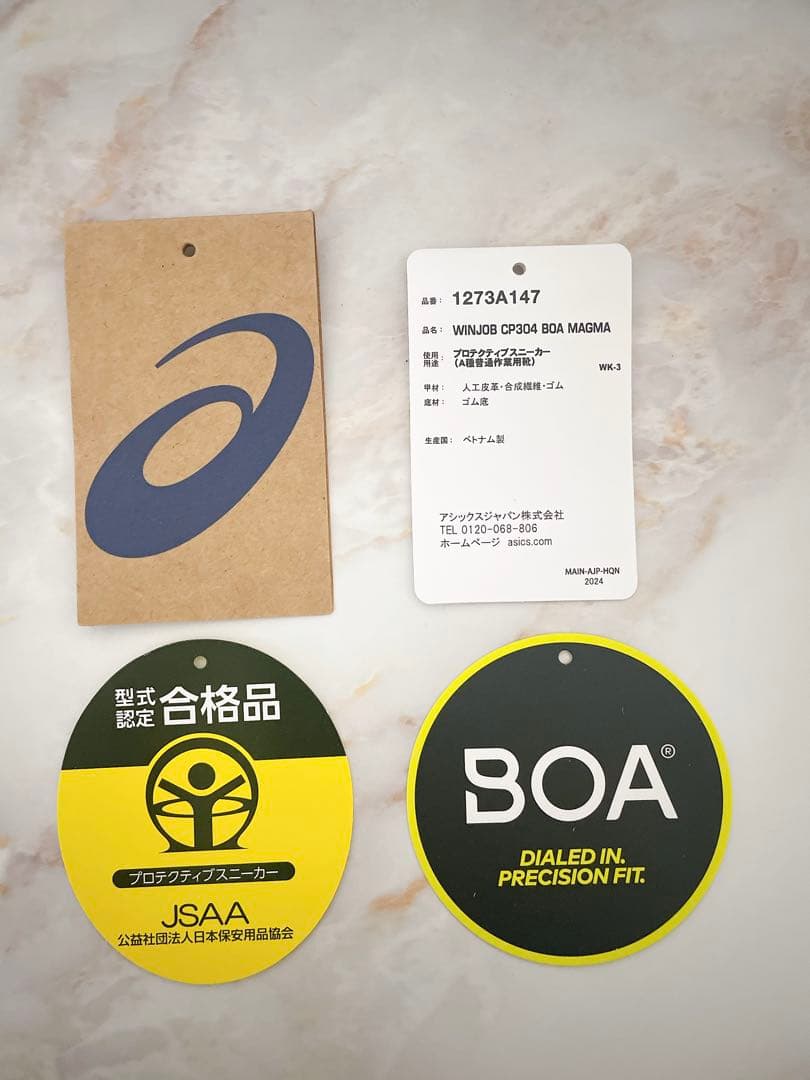 品番： 1273A147
品名： WINJOB CP304 BOA MAGMA
使用用途： プロテクティブスニーカー
（A種普通作業用靴）
WK-3
甲材： 人工皮革・合成繊維・ゴム
底材： ゴム底
生産国： ベトナム製
アシックスジャパン株式会社
TEL 0120-068-806
ホームページ asics.com
MAIN-AJP-HQN
2024
型式認定 合格品
プロテクティブスニーカー
JSAA
公益社団法人日本保安用品協会
BOA®
DIALED IN.
PRECISION FIT.